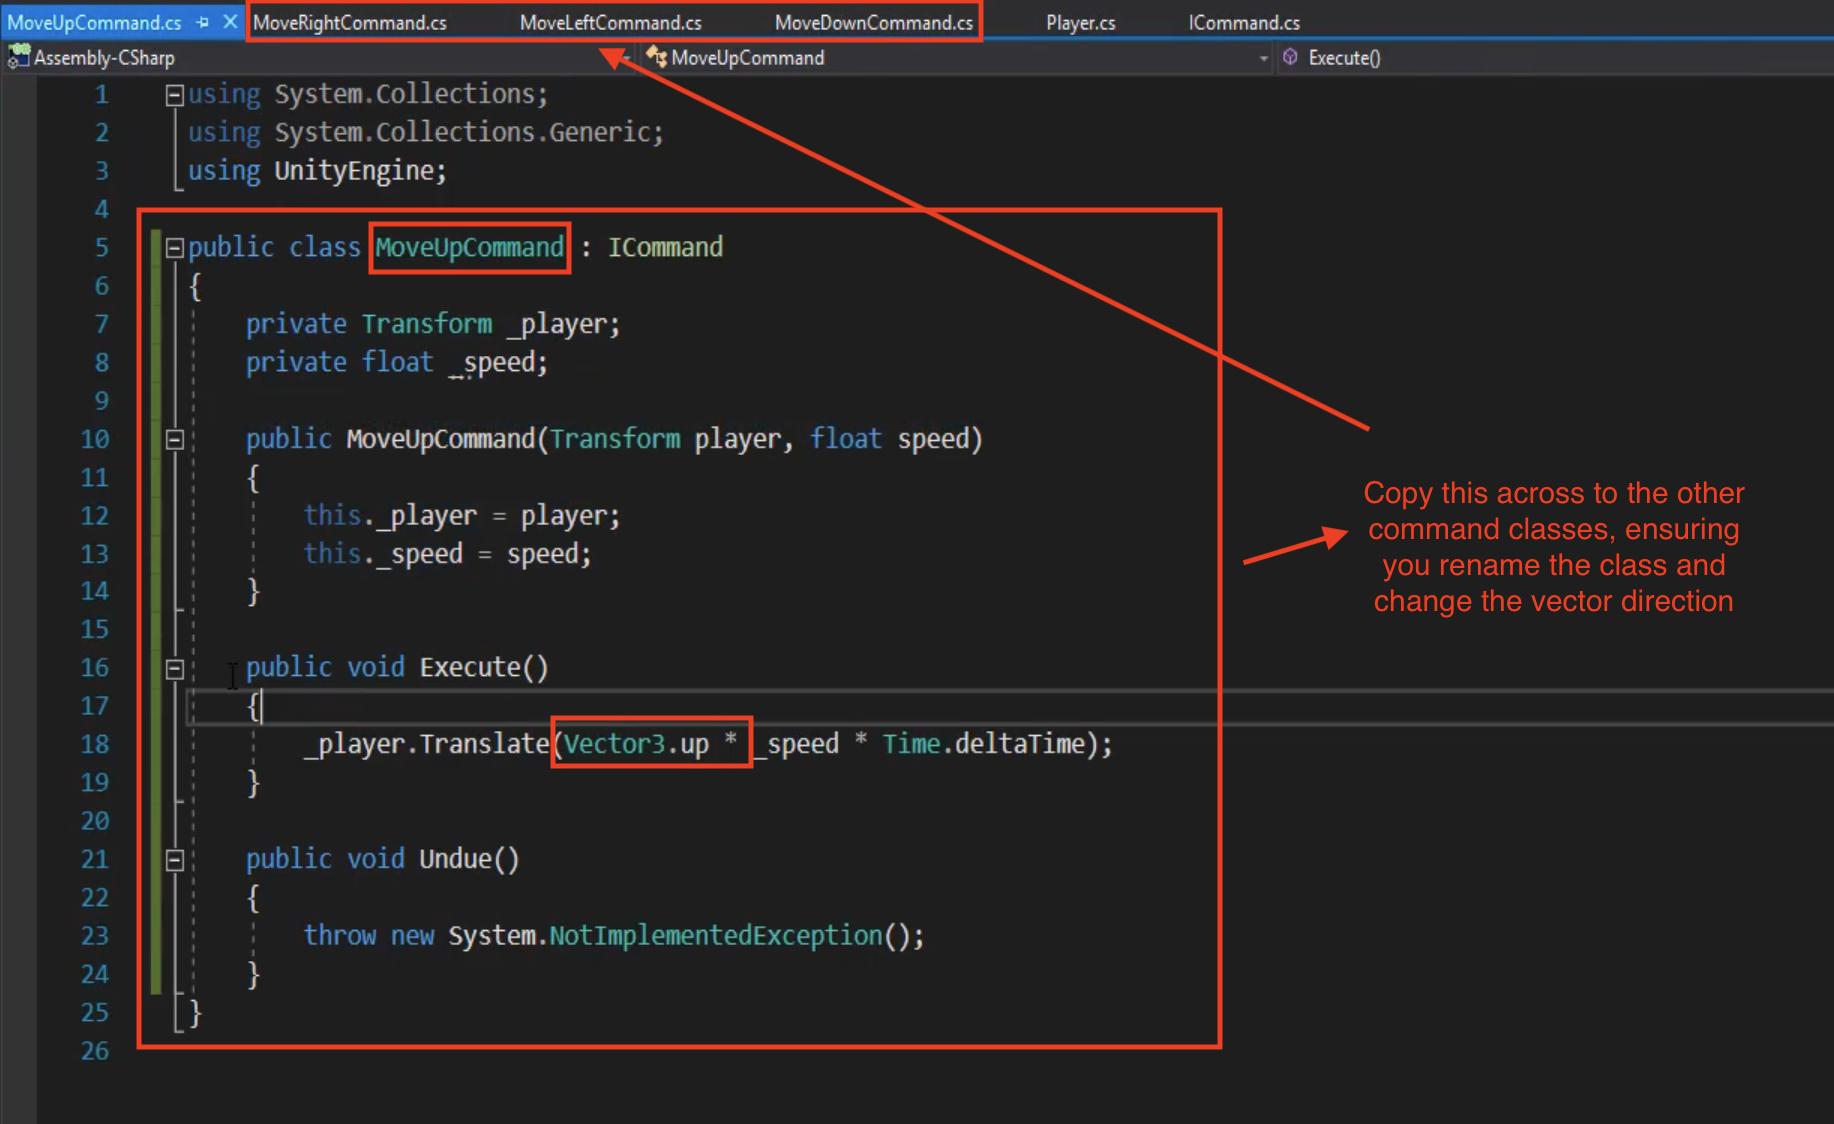 MoveUpCommand.cs MoveRightCommand.cs MoveLeftCommand.cs MoveDownCommand.cs Player.cs ICommand.cs
Assembly-CSharp MoveUpCommand Execute()
1 using System.Collections;
2 using System.Collections.Generic;
3 using UnityEngine;
4
5 public class MoveUpCommand : ICommand
6 {
7 private Transform _player;
8 private float _speed;
9
10 public MoveUpCommand(Transform player, float speed)
11 {
12 this._player = player;
13 this._speed = speed;
14 }
15
16 public void Execute()
17 {
18 _player.Translate(Vector3.up * _speed * Time.deltaTime);
19 }
20
21 public void Undue()
22 {
23 throw new System.NotImplementedException();
24 }
25 }
26
Copy this across to the other
command classes, ensuring
you rename the class and
change the vector direction